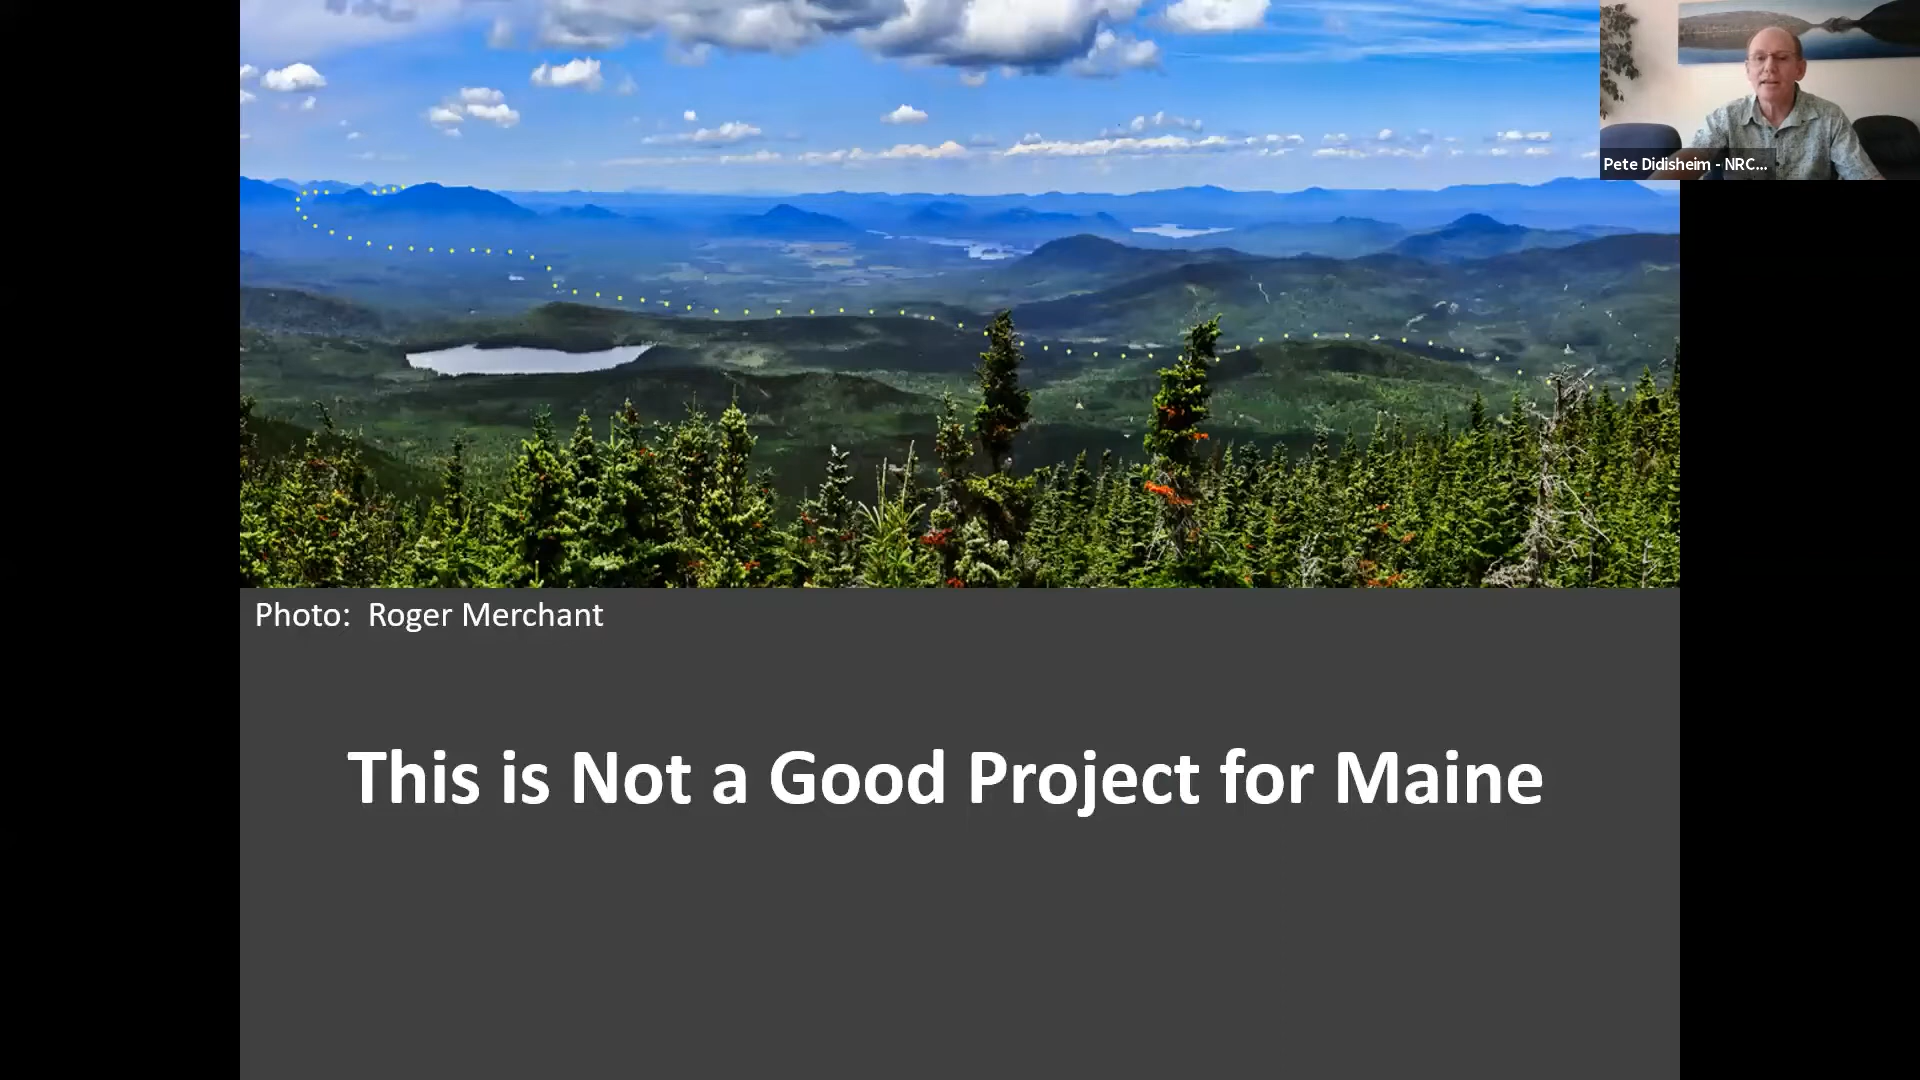 Pete Didisheim - NRC...
Photo: Roger Merchant
This is Not a Good Project for Maine